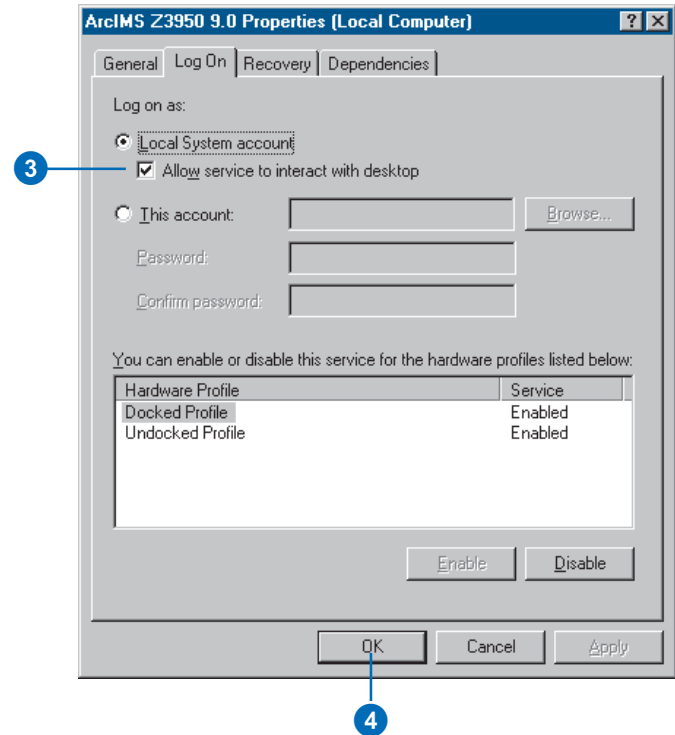 ArcIMS Z3950 9.0 Properties (Local Computer)
General Log On Recovery Dependencies
Log on as:
Local System account
3
Allow service to interact with desktop
This account:
Browse...
Password:
Confirm password:
You can enable or disable this service for the hardware profiles listed below:
Hardware Profile Service
Docked Profile Enabled
Undocked Profile Enabled
Enable Disable
OK Cancel Apply
4